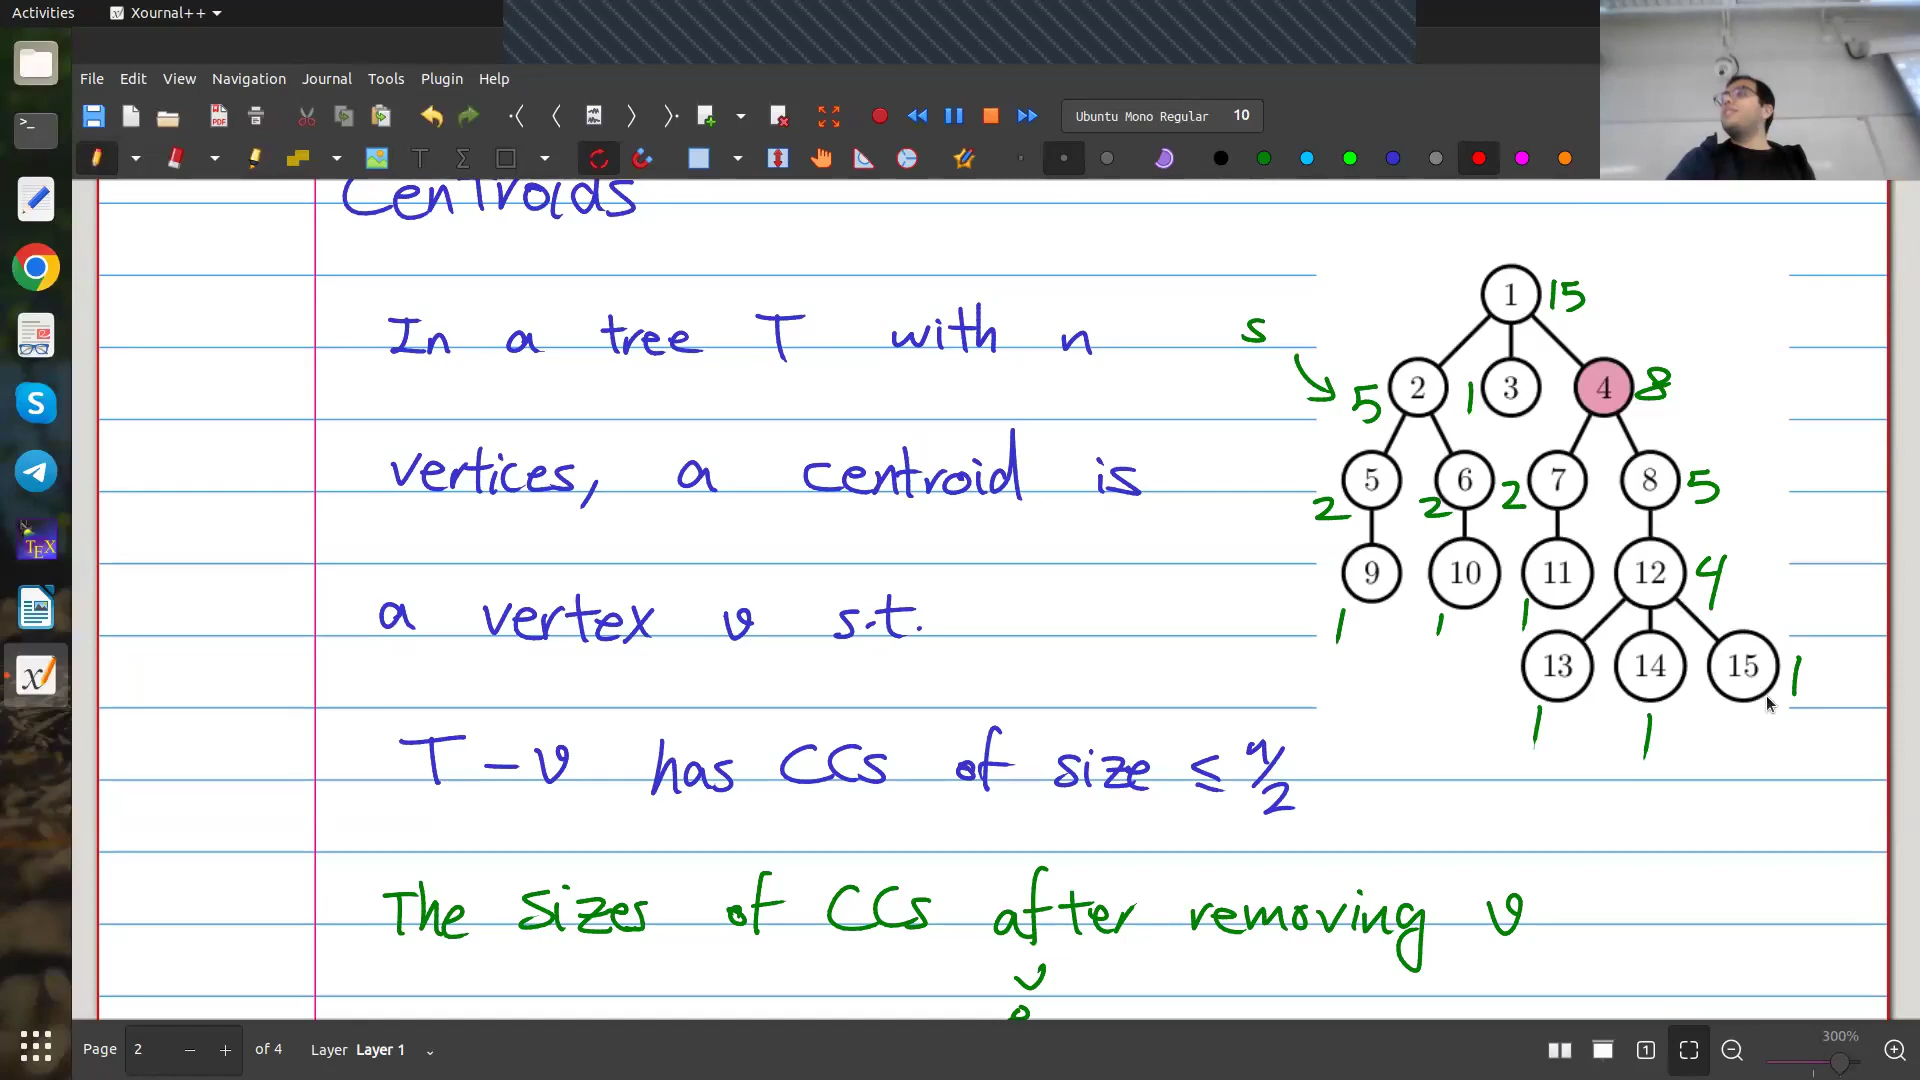 Activities Xournal++
File Edit View Navigation Journal Tools Plugin Help
Ubuntu Mono Regular 10
Centroids
In a tree T with n
vertices, a centroid is
a vertex v s.t.
T - v has CCs of size ≤ n/2
The sizes of CCs after removing v
v
s
1 15
5 2 1 3 4 8
2 5 2 6 2 7 8 5
9 10 11 12 4
1 1 1
13 14 15 1
1 1
Page 2 - + of 4 Layer Layer 1 1 300%